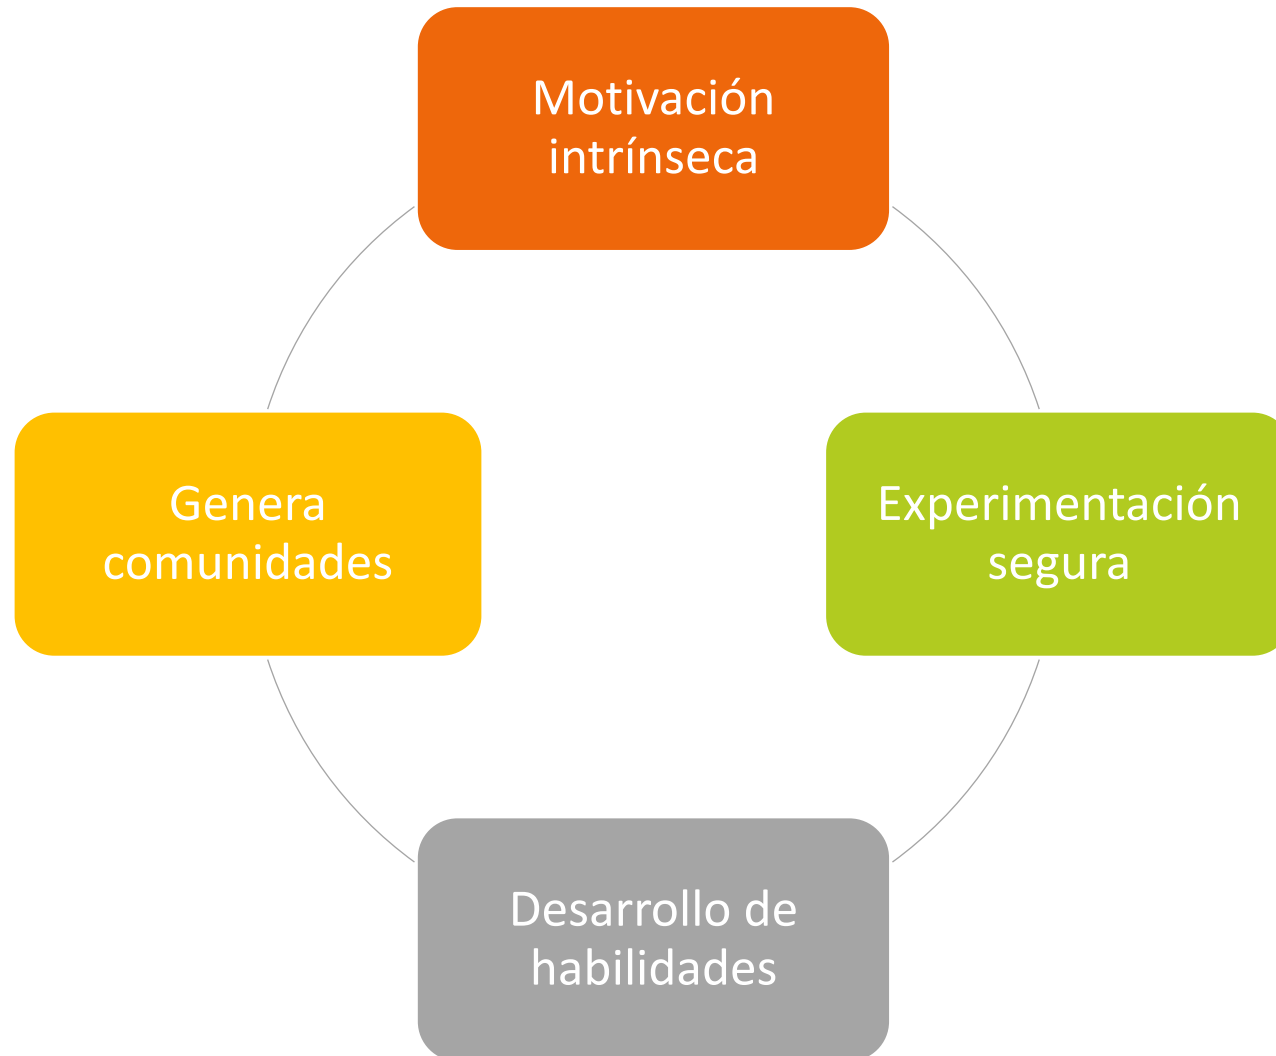 Motivación
intrínseca
Genera
comunidades
Experimentación
segura
Desarrollo de
habilidades